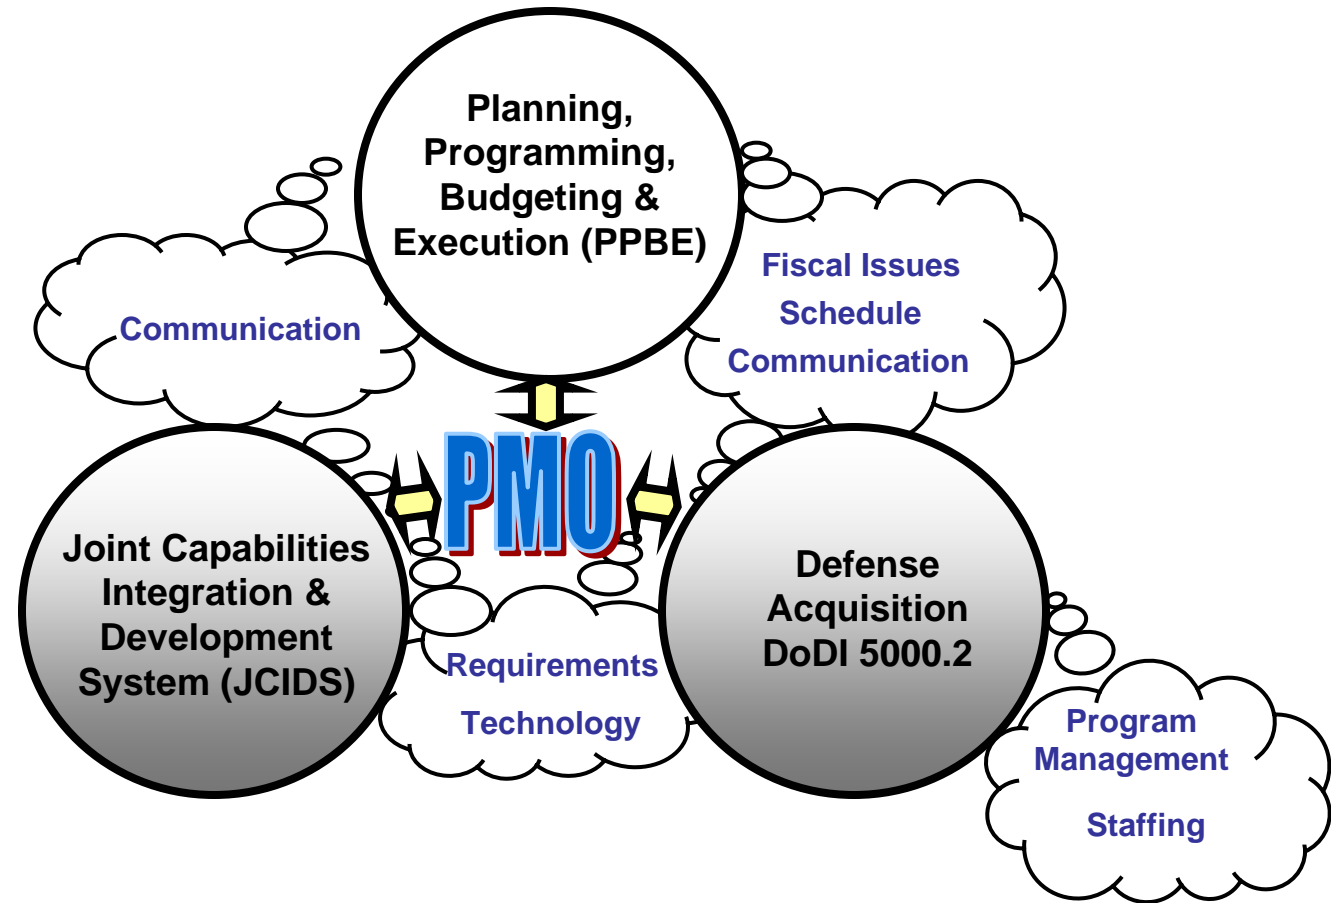 Planning,
Programming,
Budgeting &
Execution (PPBE)
Communication
Fiscal Issues
Schedule
Communication
PMO
Joint Capabilities
Integration &
Development
System (JCIDS)
Defense
Acquisition
DoDI 5000.2
Requirements
Technology
Program
Management
Staffing